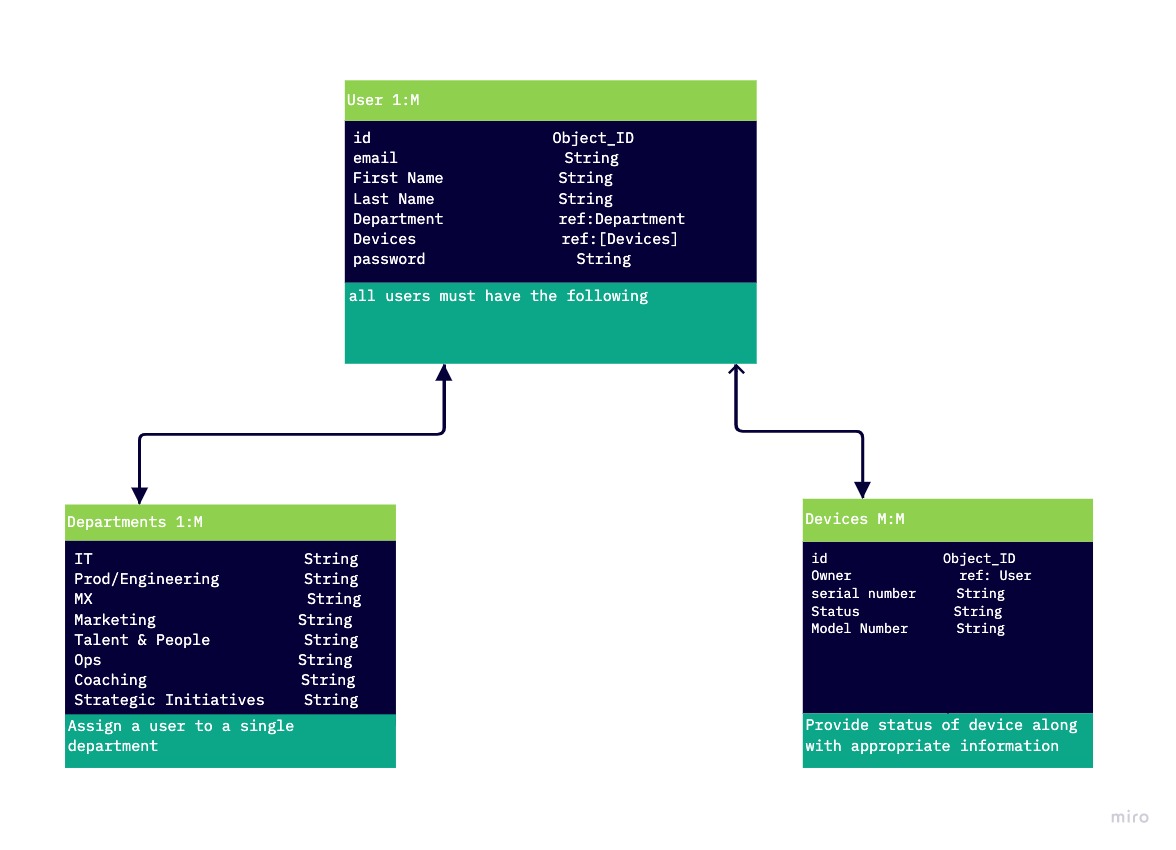 User 1:M
id Object_ID
email String
First Name String
Last Name String
Department ref:Department
Devices ref:[Devices]
password String
all users must have the following
Departments 1:M
IT String
Prod/Engineering String
MX String
Marketing String
Talent & People String
Ops String
Coaching String
Strategic Initiatives String
Assign a user to a single
department
Devices M:M
id Object_ID
Owner ref: User
serial number String
Status String
Model Number String
Provide status of device along
with appropriate information
miro